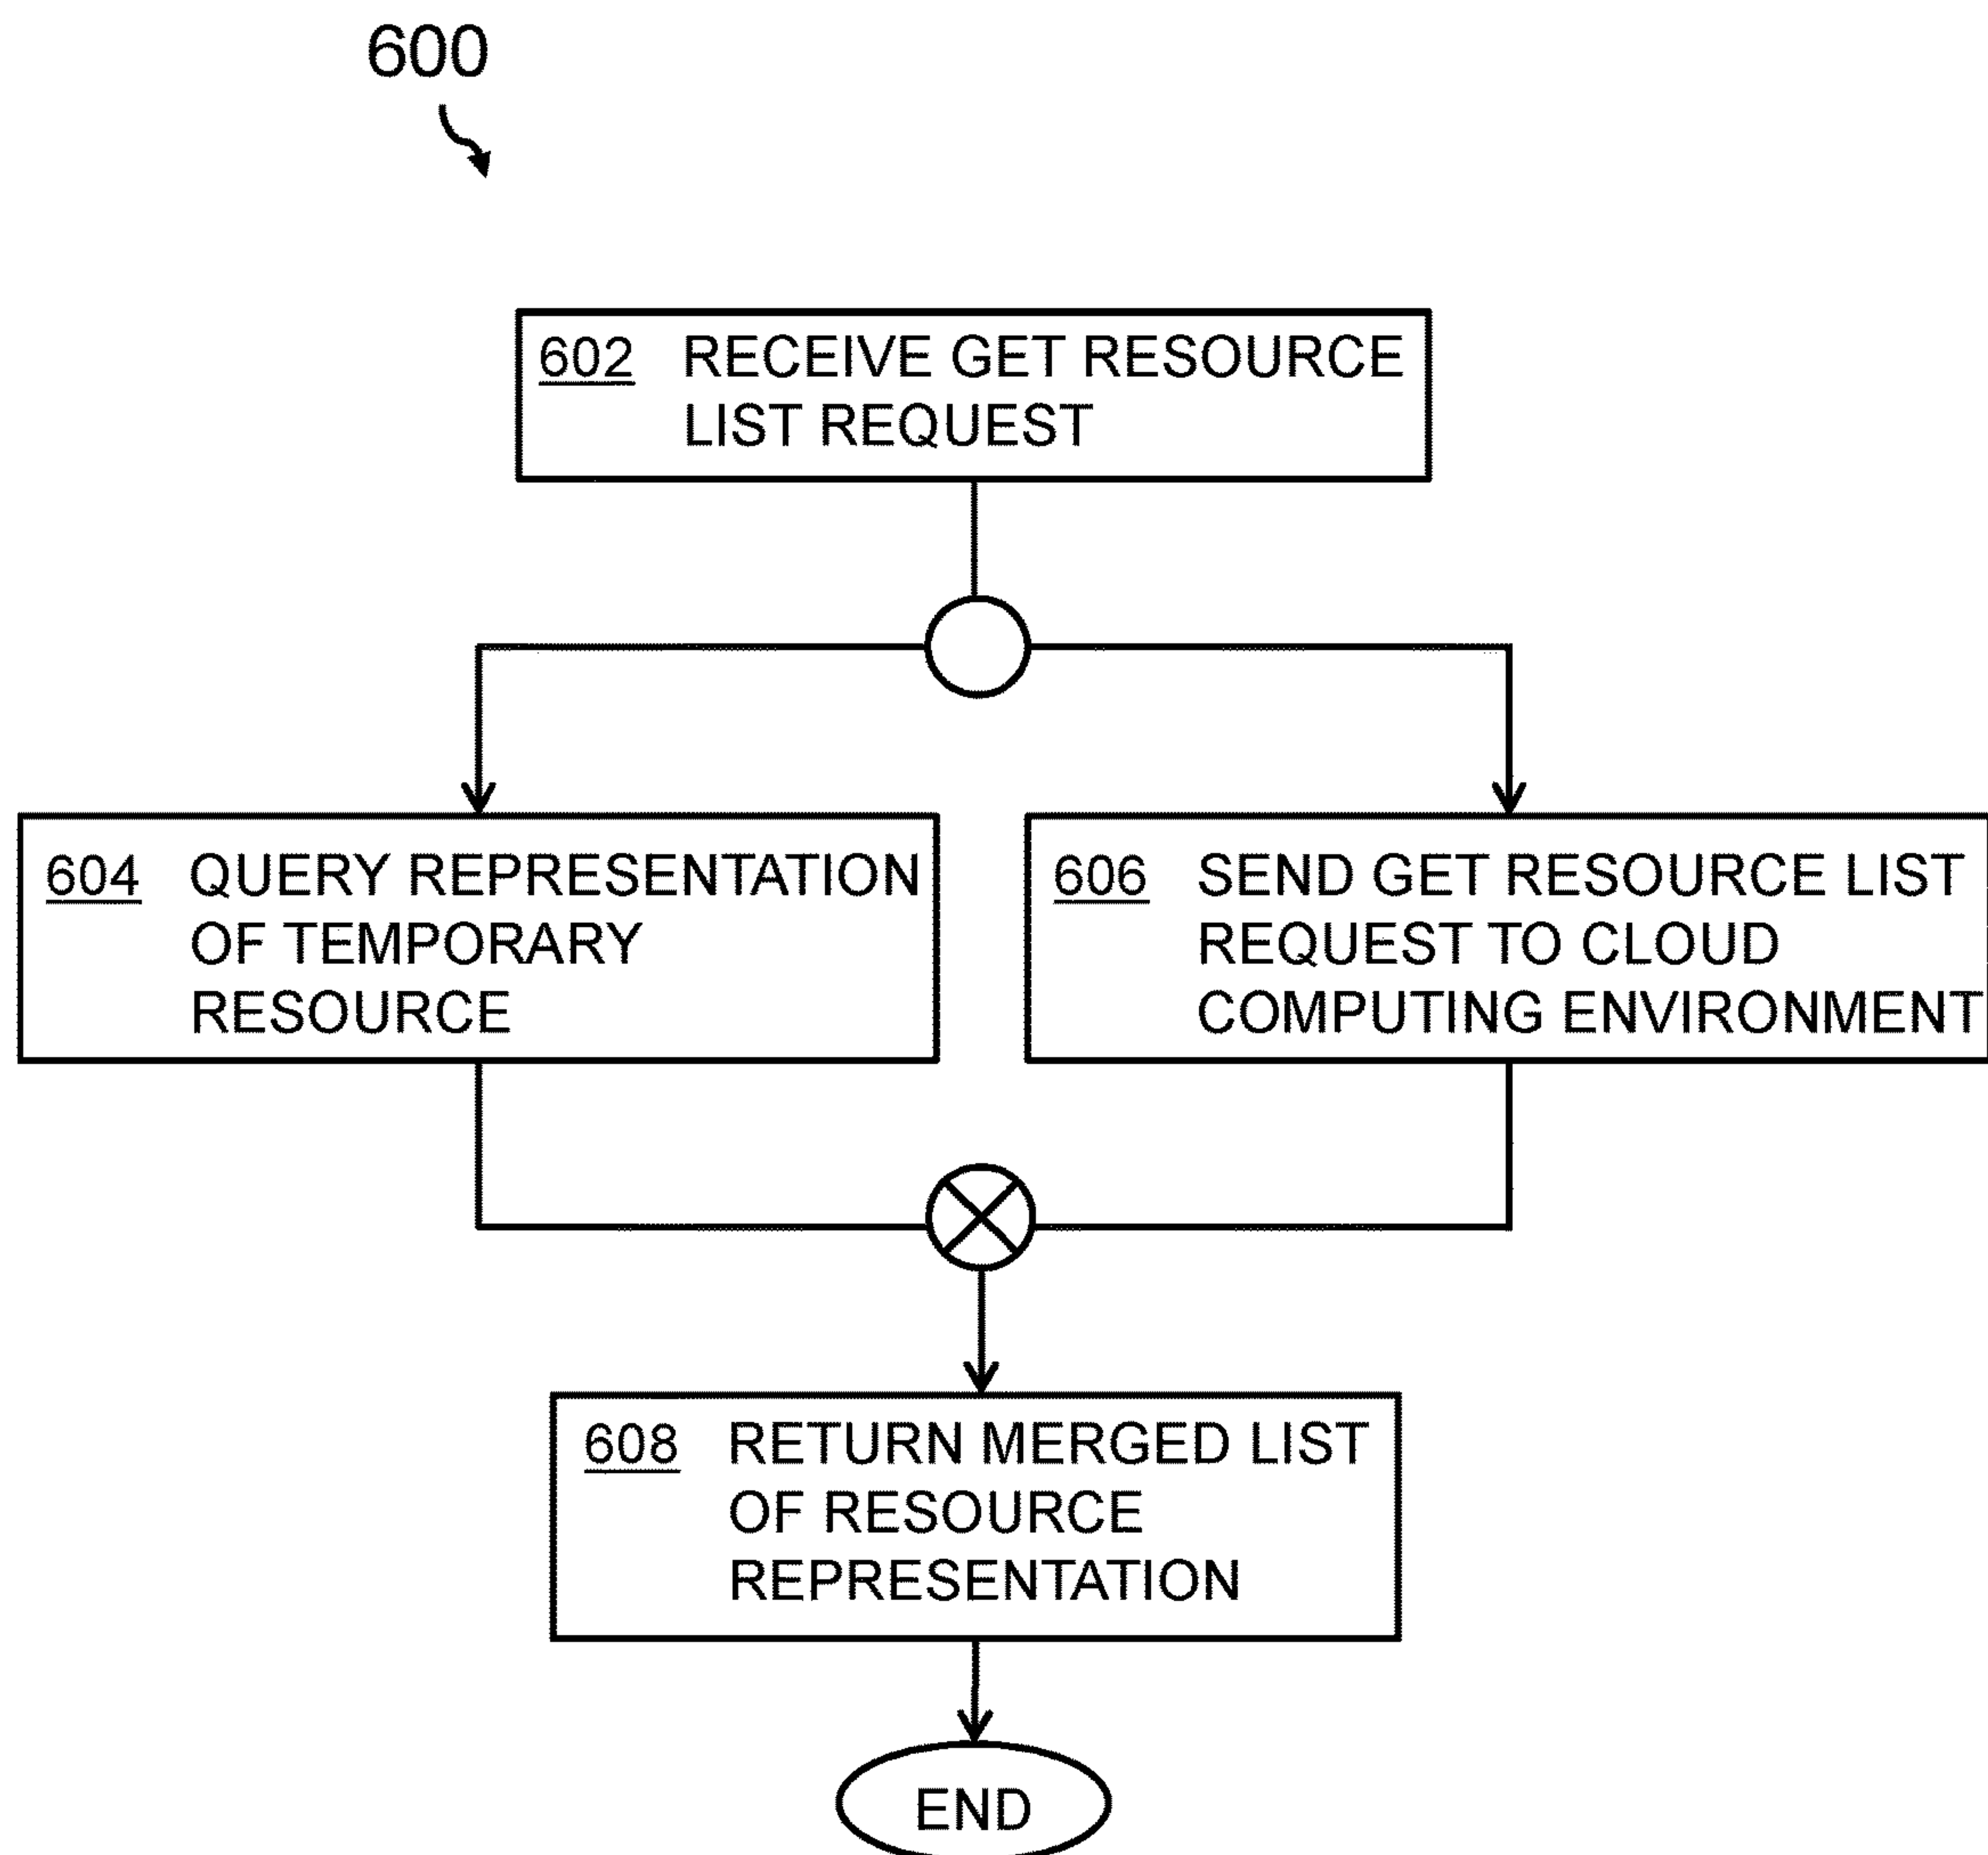 600
602 RECEIVE GET RESOURCE
LIST REQUEST
604 QUERY REPRESENTATION
OF TEMPORARY
RESOURCE
606 SEND GET RESOURCE LIST
REQUEST TO CLOUD
COMPUTING ENVIRONMENT
608 RETURN MERGED LIST
OF RESOURCE
REPRESENTATION
END